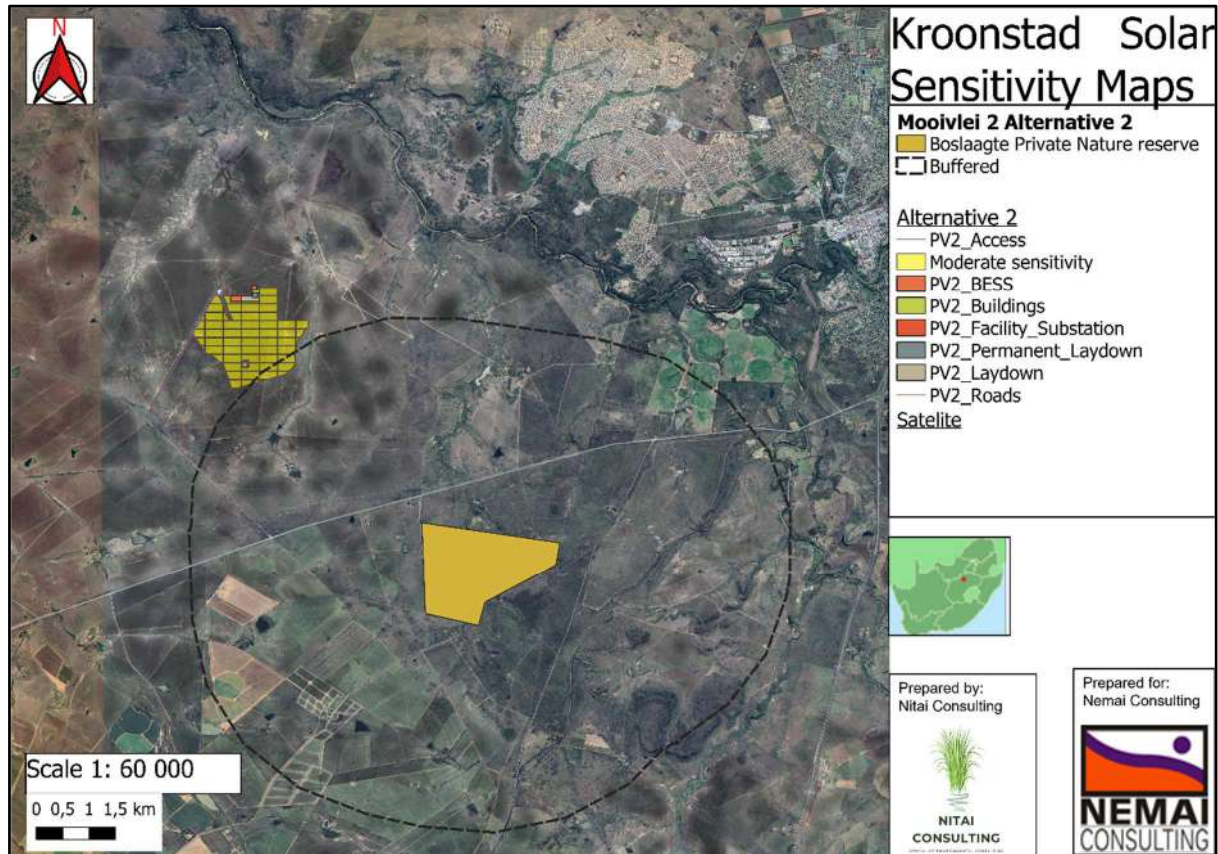 N
Kroonstad Solar
Sensitivity Maps
Mooivlei 2 Alternative 2
Boslaagte Private Nature reserve
Buffered
Alternative 2
PV2_Access
Moderate sensitivity
PV2_BESS
PV2_Buildings
PV2_Facility_Substation
PV2_Permanent_Laydown
PV2_Laydown
PV2_Roads
Satelite
Scale 1: 60 000
0 0,5 1 1,5 km
Prepared by:
Nitai Consulting
NITAI
CONSULTING
Prepared for:
Nemai Consulting
NEMAI
CONSULTING